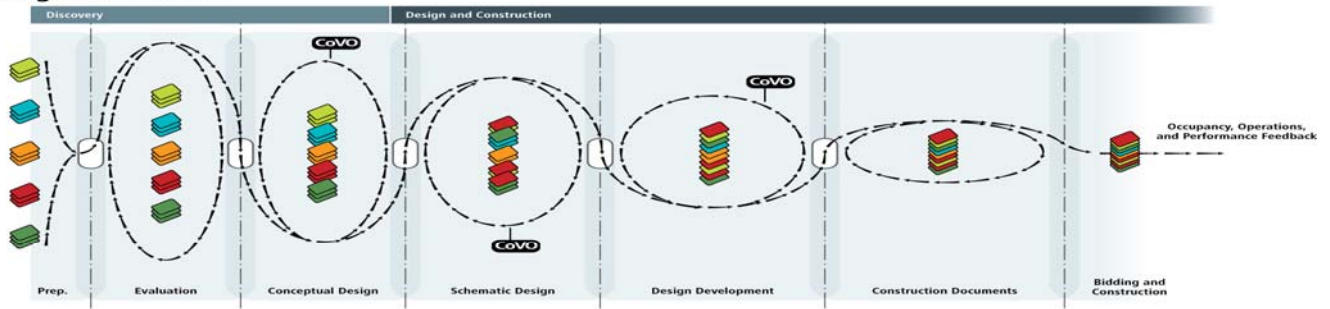 Discovery
Design and Construction
CoVO
CoVO
CoVO
Occupancy, Operations,
and Performance Feedback
Prep.
Evaluation
Conceptual Design
Schematic Design
Design Development
Construction Documents
Bidding and
Construction